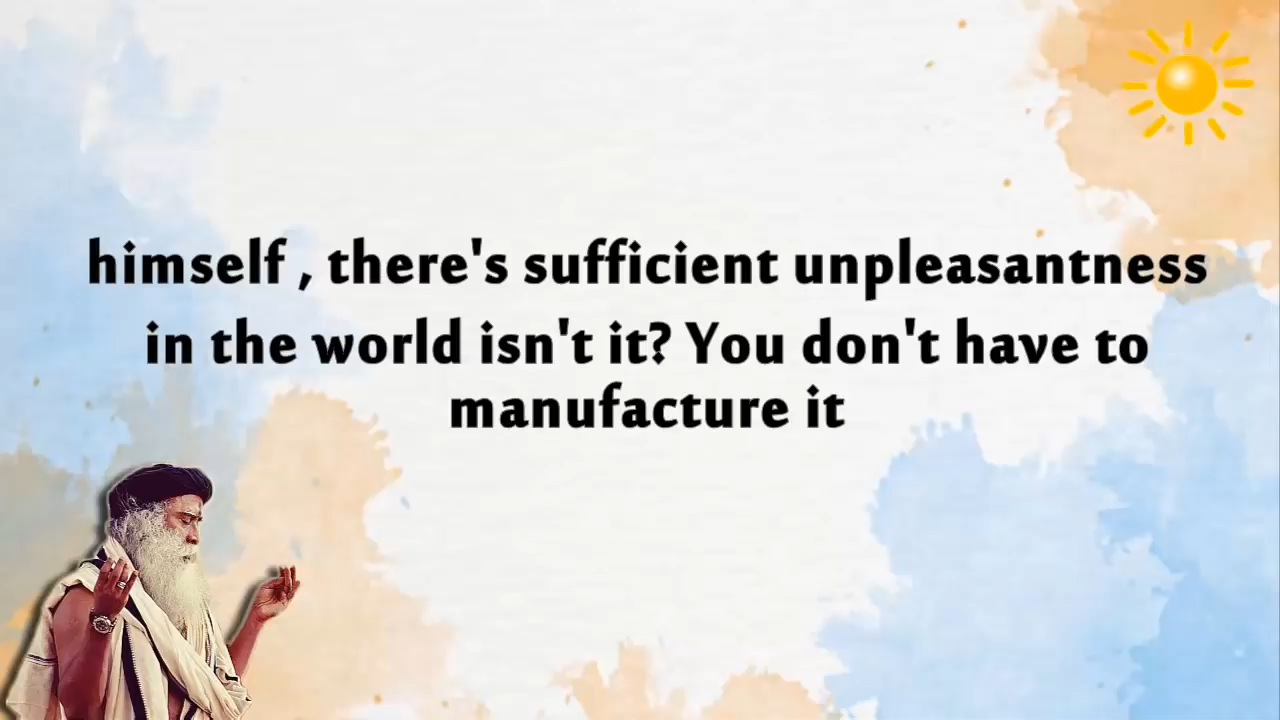 himself , there's sufficient unpleasantness
in the world isn't it? You don't have to
manufacture it